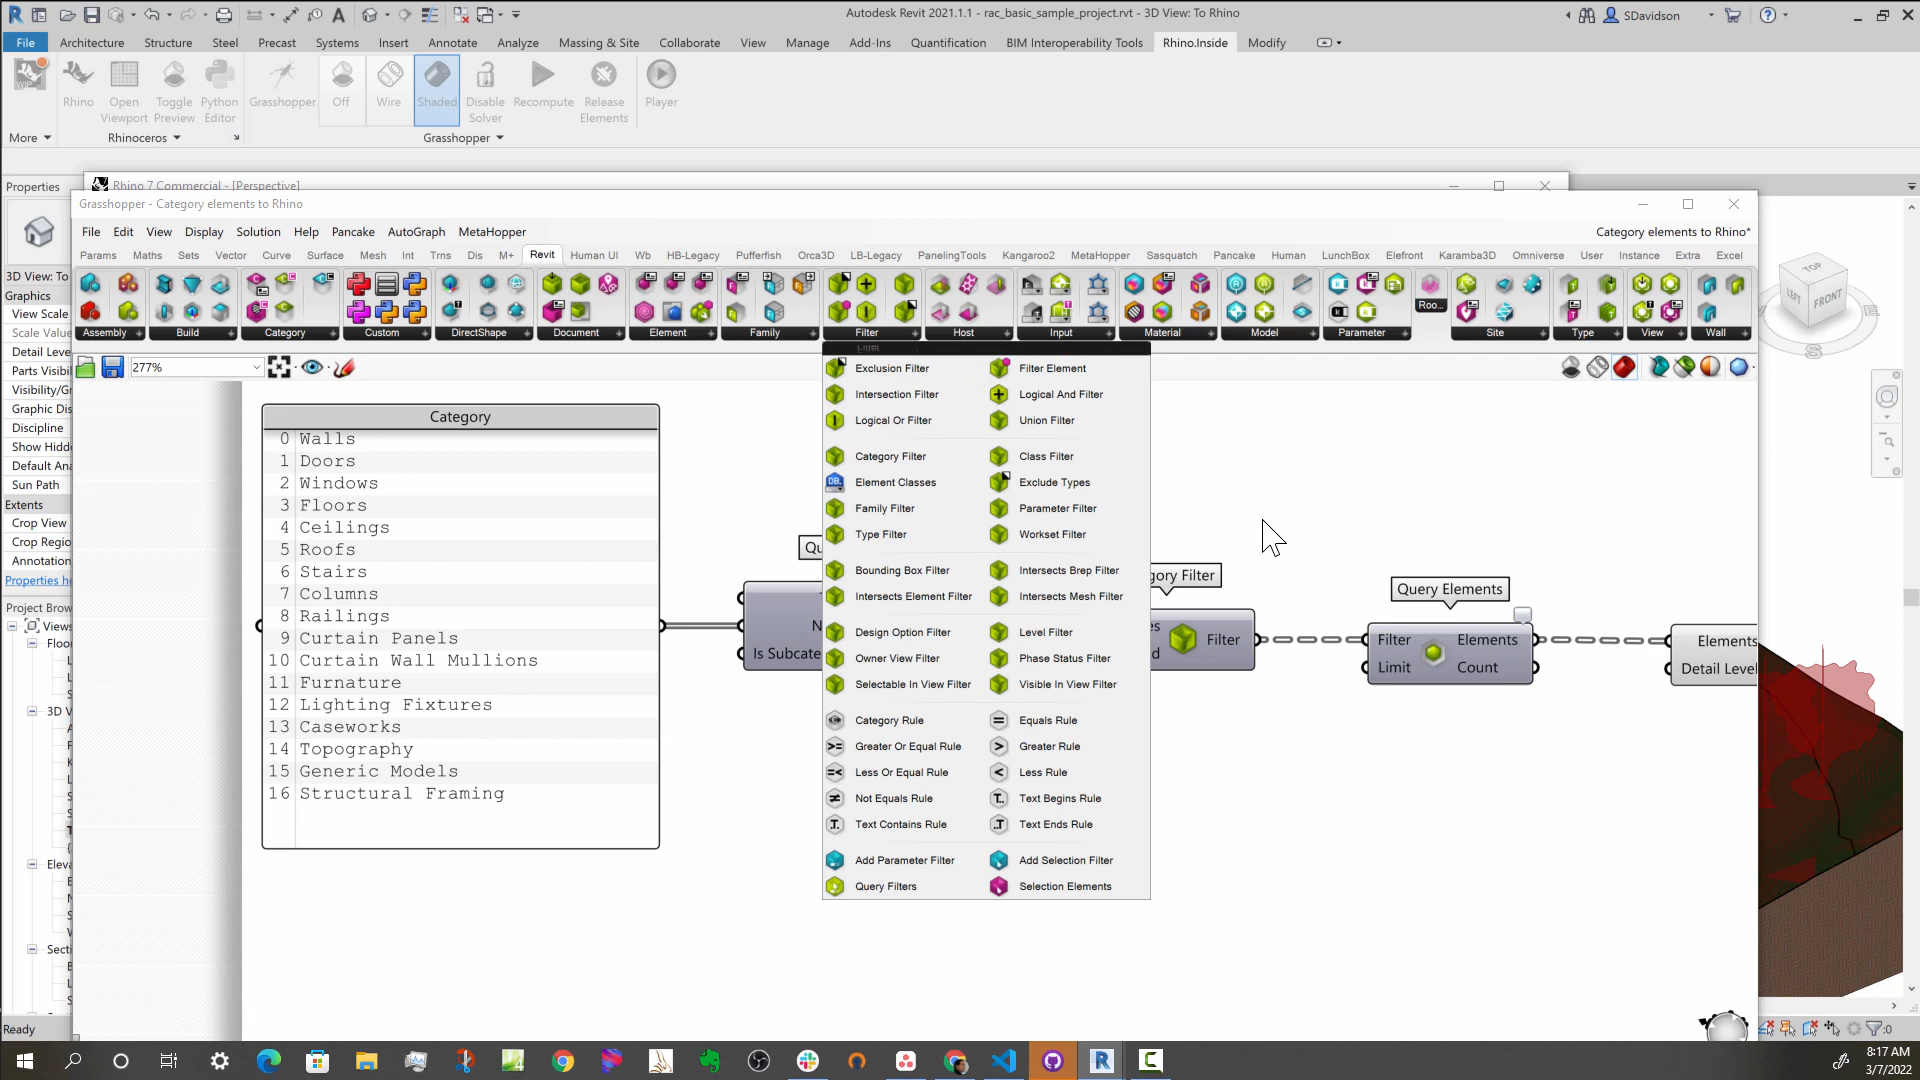 Autodesk Revit 2021.1.1 - rac_basic_sample_project.rvt - 3D View: To Rhino
SDavidson
File Architecture Structure Steel Precast Systems Insert Annotate Analyze Massing & Site Collaborate View Manage Add-Ins Quantification BIM Interoperability Tools Rhino.Inside Modify
WIP
Rhino Open Viewport Toggle Preview Python Editor Grasshopper Off Wire Shaded Disable Solver Recompute Release Elements Player
More Rhinoceros Grasshopper
Properties
Rhino 7 Commercial - [Perspective]
Grasshopper - Category elements to Rhino
File Edit View Display Solution Help Pancake AutoGraph MetaHopper
Category elements to Rhino*
Params Maths Sets Vector Curve Surface Mesh Int Trns Dis M+ Revit Human UI Wb HB-Legacy Pufferfish Orca3D LB-Legacy PanelingTools Kangaroo2 MetaHopper Sasquatch Pancake Human LunchBox Elefront Karamba3D Omniverse User Instance Extra Excel
Roo...
Assembly Build Category Custom DirectShape Document Element Family Filter Host Input Material Model Parameter Site Type View Wall
277%
3D View: To
Graphics
View Scale
Scale Value
Detail Leve
Parts Visibil
Visibility/G
Graphic Dis
Discipline
Show Hidd
Default Ana
Sun Path
Extents
Crop View
Crop Regio
Annotation
Properties he
Project Brow
Views
Floo
3D V
Eleva
Secti
Category
0 Walls
1 Doors
2 Windows
3 Floors
4 Ceilings
5 Roofs
6 Stairs
7 Columns
8 Railings
9 Curtain Panels
10 Curtain Wall Mullions
11 Furnature
12 Lighting Fixtures
13 Caseworks
14 Topography
15 Generic Models
16 Structural Framing
Qu
N
Is Subcate
Filter
Exclusion Filter Filter Element
Intersection Filter Logical And Filter
Logical Or Filter Union Filter
Category Filter Class Filter
Element Classes Exclude Types
Family Filter Parameter Filter
Type Filter Workset Filter
Bounding Box Filter Intersects Brep Filter
Intersects Element Filter Intersects Mesh Filter
Design Option Filter Level Filter
Owner View Filter Phase Status Filter
Selectable In View Filter Visible In View Filter
Category Rule Equals Rule
Greater Or Equal Rule Greater Rule
Less Or Equal Rule Less Rule
Not Equals Rule Text Begins Rule
Text Contains Rule Text Ends Rule
Add Parameter Filter Add Selection Filter
Query Filters Selection Elements
gory Filter
es Filter
d
Query Elements
Filter Elements
Limit Count
Elements
Detail Level
TOP
LEFT
FRONT
S
Ready
:0
8:17 AM
3/7/2022